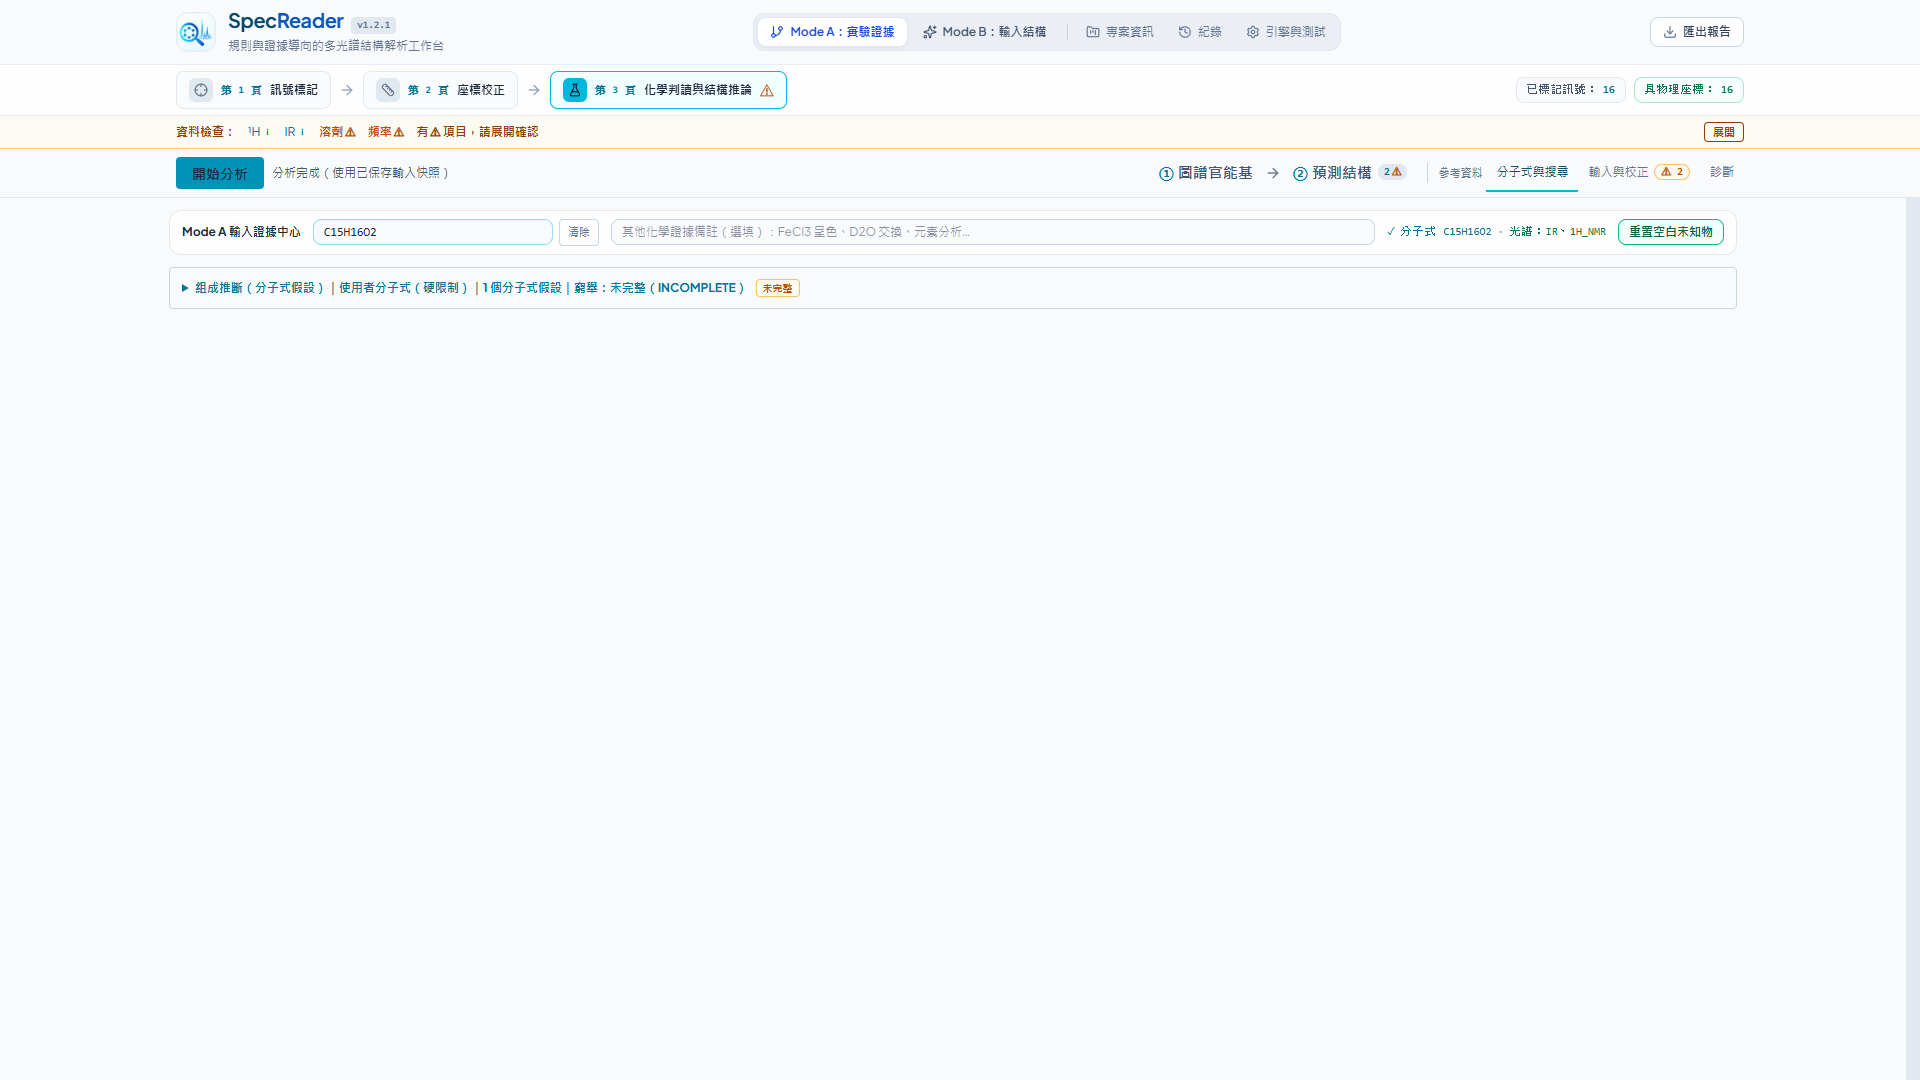 SpecReader v1.2.1
規則與證據導向的多光譜結構解析工作台
Mode A：實驗證據
Mode B：輸入結構
專案資訊
紀錄
引擎與測試
匯出報告
第 1 頁 訊號標記
第 2 頁 座標校正
第 3 頁 化學判讀與結構推論
已標記訊號： 16
具物理座標： 16
資料檢查： ¹H i IR i 溶劑⚠ 頻率⚠ 有⚠項目，請展開確認
展開
開始分析
分析完成（使用已保存輸入快照）
① 圖譜官能基 → ② 預測結構 2⚠
參考資料
分子式與搜尋
輸入與校正 ⚠ 2
診斷
Mode A 輸入證據中心
C15H16O2
清除
其他化學證據備註（選填）：FeCl3 呈色、D2O 交換、元素分析…
✓ 分子式 C15H16O2 · 光譜：IR、1H_NMR
重置空白未知物
▶ 組成推斷（分子式假設）｜使用者分子式（硬限制）｜1 個分子式假設｜窮舉：未完整（INCOMPLETE） 未完整